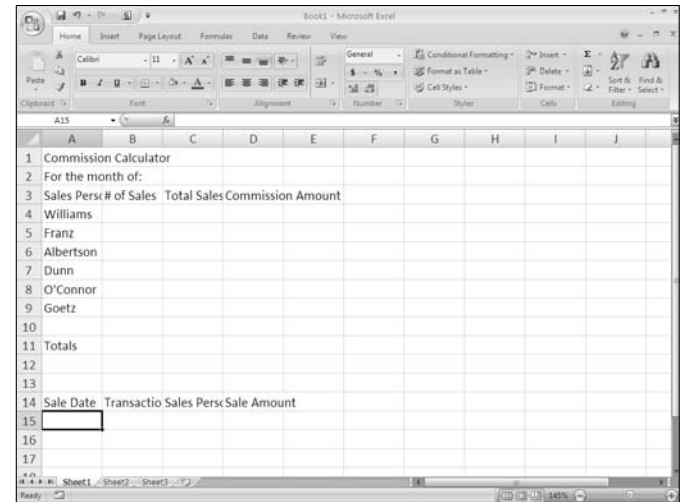 Book1 - Microsoft Excel
Home Insert Page Layout Formulas Data Review View
Paste
Calibri 11 A A
B I U A
General
$ % ,
Conditional Formatting
Format as Table
Cell Styles
Insert
Delete
Format
Σ
Sort & Filter
Find & Select
Clipboard Font Alignment Number Styles Cells Editing
A15 fx
A B C D E F G H I J
1 Commission Calculator
2 For the month of:
3 Sales Pers # of Sales Total Sales Commission Amount
4 Williams
5 Franz
6 Albertson
7 Dunn
8 O'Connor
9 Goetz
10
11 Totals
12
13
14 Sale Date Transactio Sales Pers Sale Amount
15
16
17
Sheet1 Sheet2 Sheet3
Ready 145%